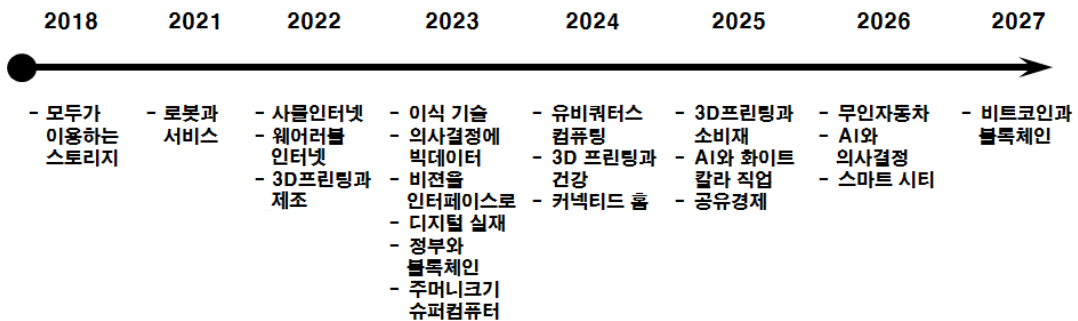 2018
2021
2022
2023
2024
2025
2026
2027
- 모두가
이용하는
스토리지
- 로봇과
서비스
- 사물인터넷
- 웨어러블
인터넷
- 3D프린팅과
제조
- 이식 기술
- 의사결정에
빅데이터
- 비젼을
인터페이스로
- 디지털 실재
- 정부와
블록체인
- 주머니크기
슈퍼컴퓨터
- 유비쿼터스
컴퓨팅
- 3D 프린팅과
건강
- 커넥티드 홈
- 3D프린팅과
소비재
- AI와 화이트
칼라 직업
- 공유경제
- 무인자동차
- AI와
의사결정
- 스마트 시티
- 비트코인과
블록체인